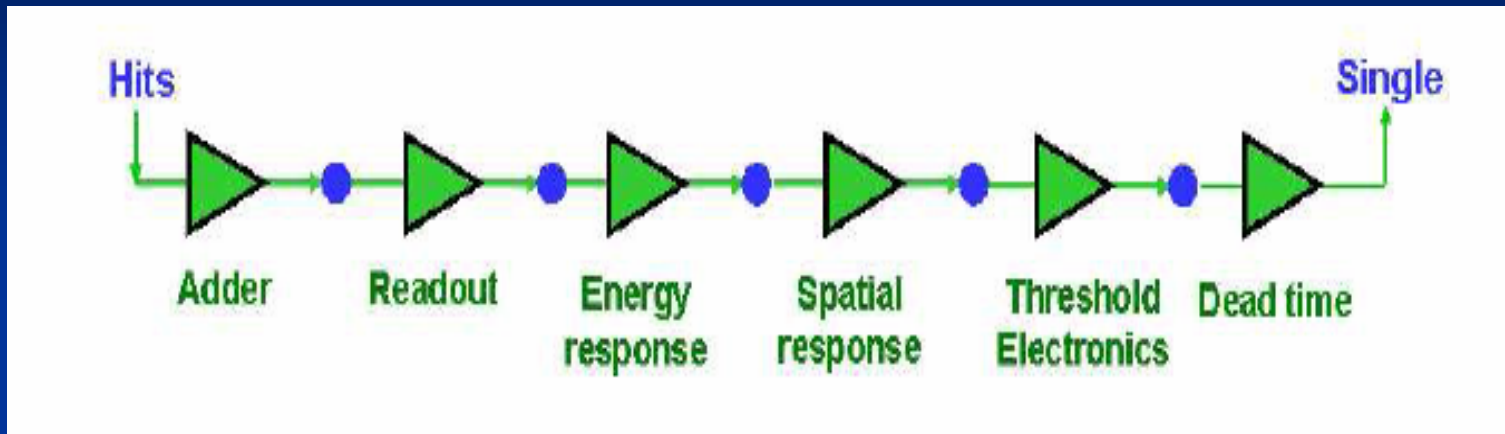 Hits
Single
Adder
Readout
Energy
response
Spatial
response
Threshold
Electronics
Dead time